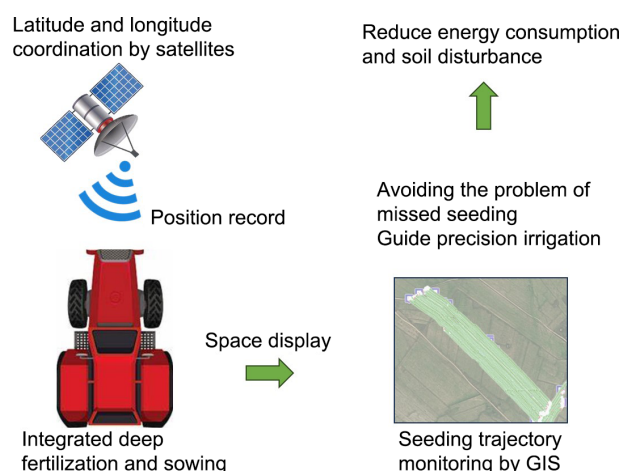 Latitude and longitude
coordination by satellites
Position record
Integrated deep
fertilization and sowing
Space display
Seeding trajectory
monitoring by GIS
Avoiding the problem of
missed seeding
Guide precision irrigation
Reduce energy consumption
and soil disturbance